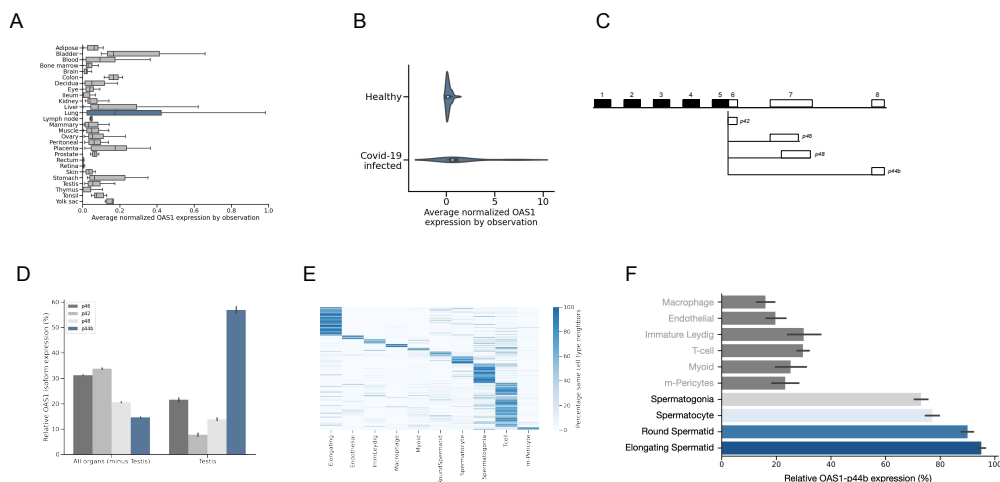 A
Adipose
Bladder
Blood
Bone marrow
Brain
Colon
Decidua
Eye
Ileum
Kidney
Liver
Lung
Lymph node
Mammary
Muscle
Ovary
Peritoneal
Placenta
Prostate
Rectum
Retina
Skin
Stomach
Testis
Thymus
Tonsil
Yolk sac
0.0 0.2 0.4 0.6 0.8 1.0
Average normalized OAS1 expression by observation
B
Healthy
Covid-19
infected
0 5 10
Average normalized OAS1
expression by observation
C
1 2 3 4 5 6 7 8
p42
p46
p48
p44b
D
Relative OAS1 isoform expression (%)
60
50
40
30
20
10
0
p46
p42
p48
p44b
All organs (minus Testis) Testis
E
Elongating
Endothelial
ImmLeydig
Macrophage
Myoid
RoundSpermatid
Spermatocyte
Spermatogonia
Tcell
m-Pericyte
100
80
60
40
20
0
Percentage same cell type neighbors
F
Macrophage
Endothelial
Immature Leydig
T-cell
Myoid
m-Pericytes
Spermatogonia
Spermatocyte
Round Spermatid
Elongating Spermatid
0 20 40 60 80 100
Relative OAS1-p44b expression (%)